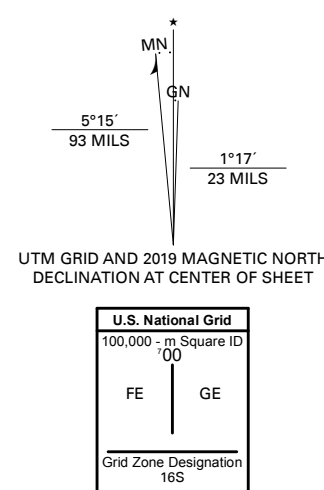 ★
MN
GN
5°15´
93 MILS
1°17´
23 MILS
UTM GRID AND 2019 MAGNETIC NORTH
DECLINATION AT CENTER OF SHEET
U.S. National Grid
100,000 - m Square ID
⁷00
FE GE
Grid Zone Designation
16S